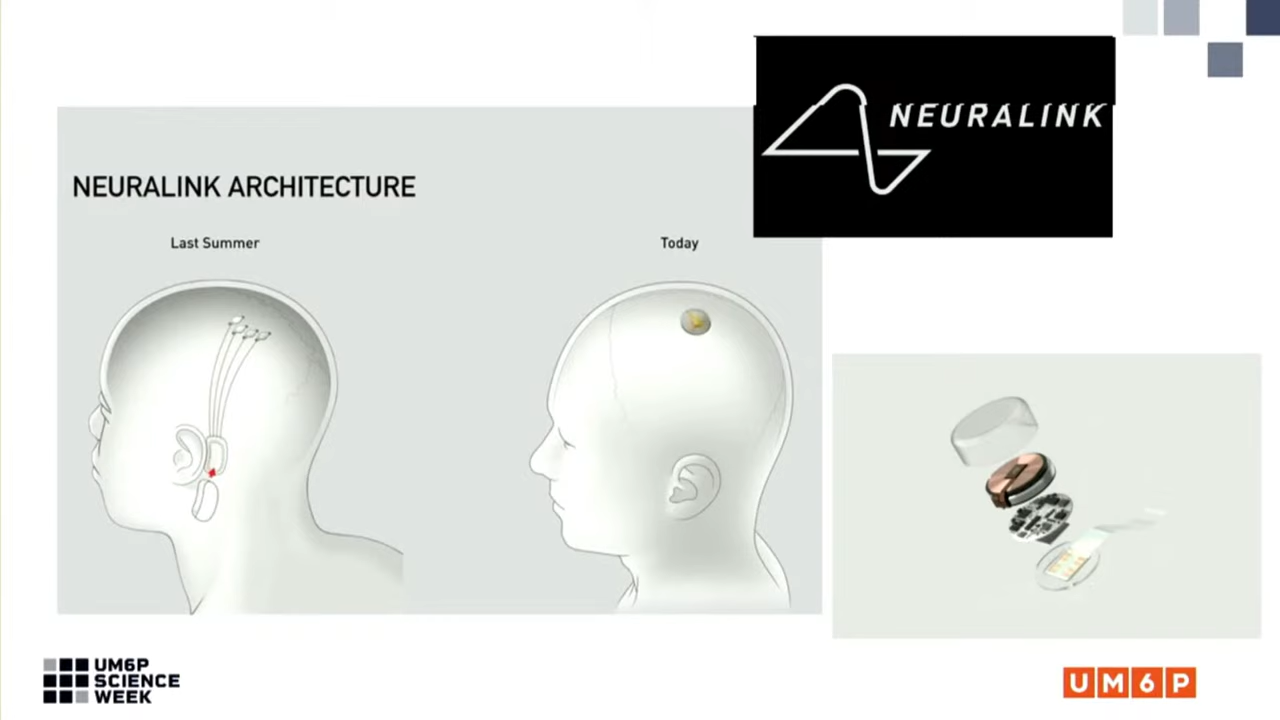 NEURALINK
NEURALINK ARCHITECTURE
Last Summer
Today
UM6P
SCIENCE
WEEK
UM6P